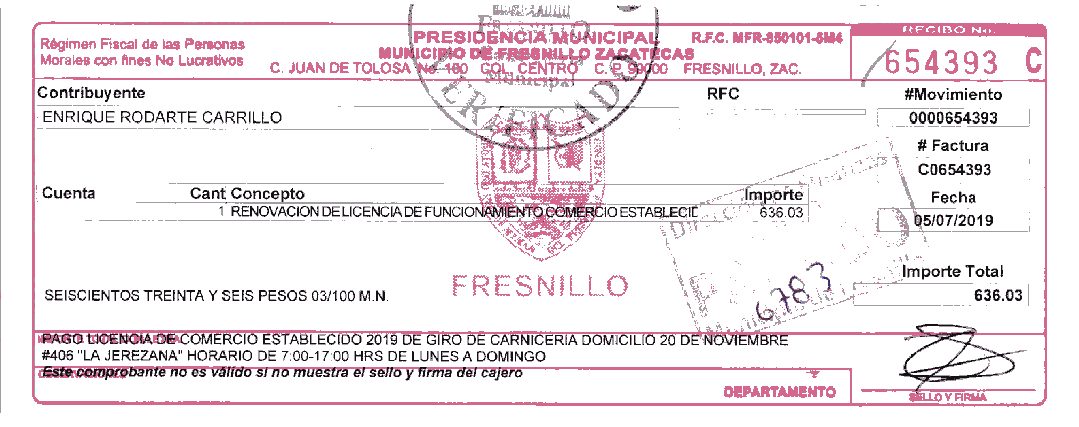 PRESIDENCIA MUNICIPAL
R.F.C. MFR-850101-5M4
RECIBO No.
Régimen Fiscal de las Personas
Morales con fines No Lucrativos
MUNICIPIO DE FRESNILLO ZACATECAS
C. JUAN DE TOLOSA No. 100 COL. CENTRO C.P. 99000 FRESNILLO, ZAC.
654393 C
Contribuyente
RFC
#Movimiento
ENRIQUE RODARTE CARRILLO
0000654393
# Factura
C0654393
Cuenta
Cant Concepto
Importe
Fecha
1 RENOVACION DE LICENCIA DE FUNCIONAMIENTO COMERCIO ESTABLECID
636.03
05/07/2019
FRESNILLO
Importe Total
636.03
6783
SEISCIENTOS TREINTA Y SEIS PESOS 03/100 M.N.
PAGO LICENCIA DE COMERCIO ESTABLECIDO 2019 DE GIRO DE CARNICERIA DOMICILIO 20 DE NOVIEMBRE
#406 "LA JEREZANA" HORARIO DE 7:00-17:00 HRS DE LUNES A DOMINGO
Este comprobante no es válido si no muestra el sello y firma del cajero
DEPARTAMENTO
SELLO Y FIRMA